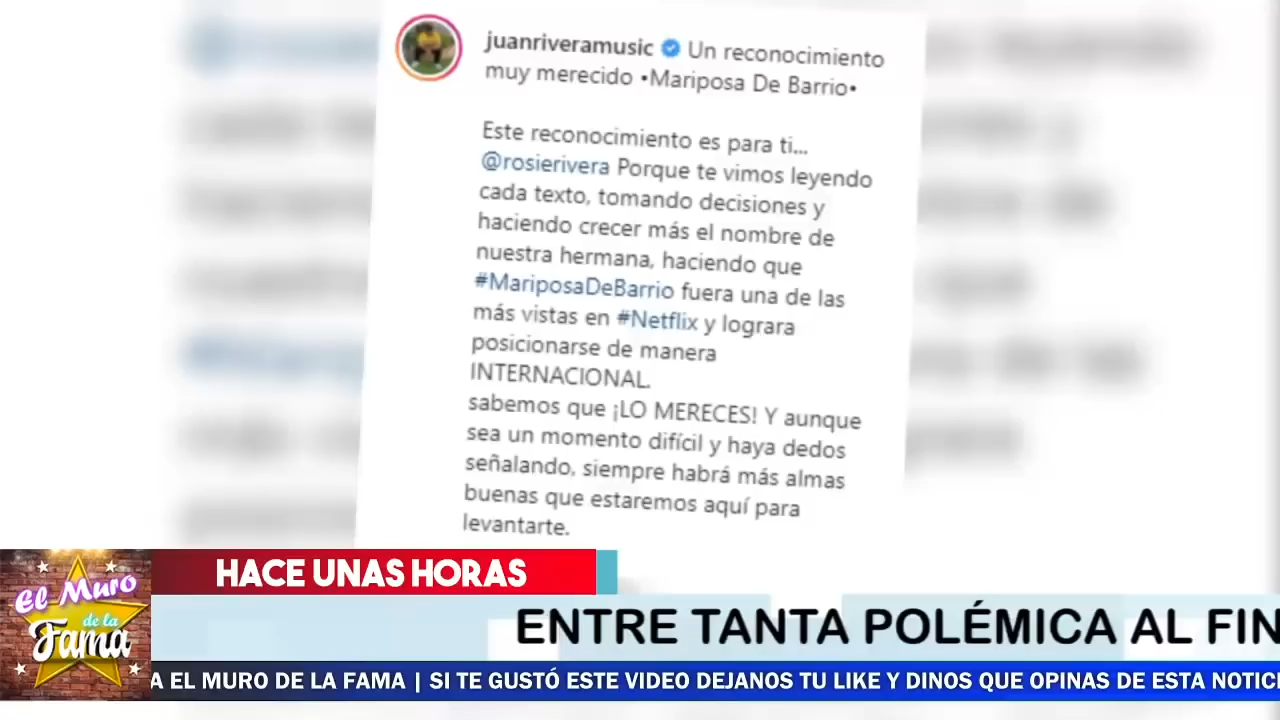 juanriveramusic Un reconocimiento
muy merecido •Mariposa De Barrio•
Este reconocimiento es para ti...
@rosierivera Porque te vimos leyendo
cada texto, tomando decisiones y
haciendo crecer más el nombre de
nuestra hermana, haciendo que
#MariposaDeBarrio fuera una de las
más vistas en #Netflix y lograra
posicionarse de manera
INTERNACIONAL.
sabemos que ¡LO MERECES! Y aunque
sea un momento difícil y haya dedos
señalando, siempre habrá más almas
buenas que estaremos aquí para
levantarte.
HACE UNAS HORAS
El Muro
de la
Fama
ENTRE TANTA POLÉMICA AL FIN
A EL MURO DE LA FAMA | SI TE GUSTÓ ESTE VIDEO DEJANOS TU LIKE Y DINOS QUE OPINAS DE ESTA NOTICI